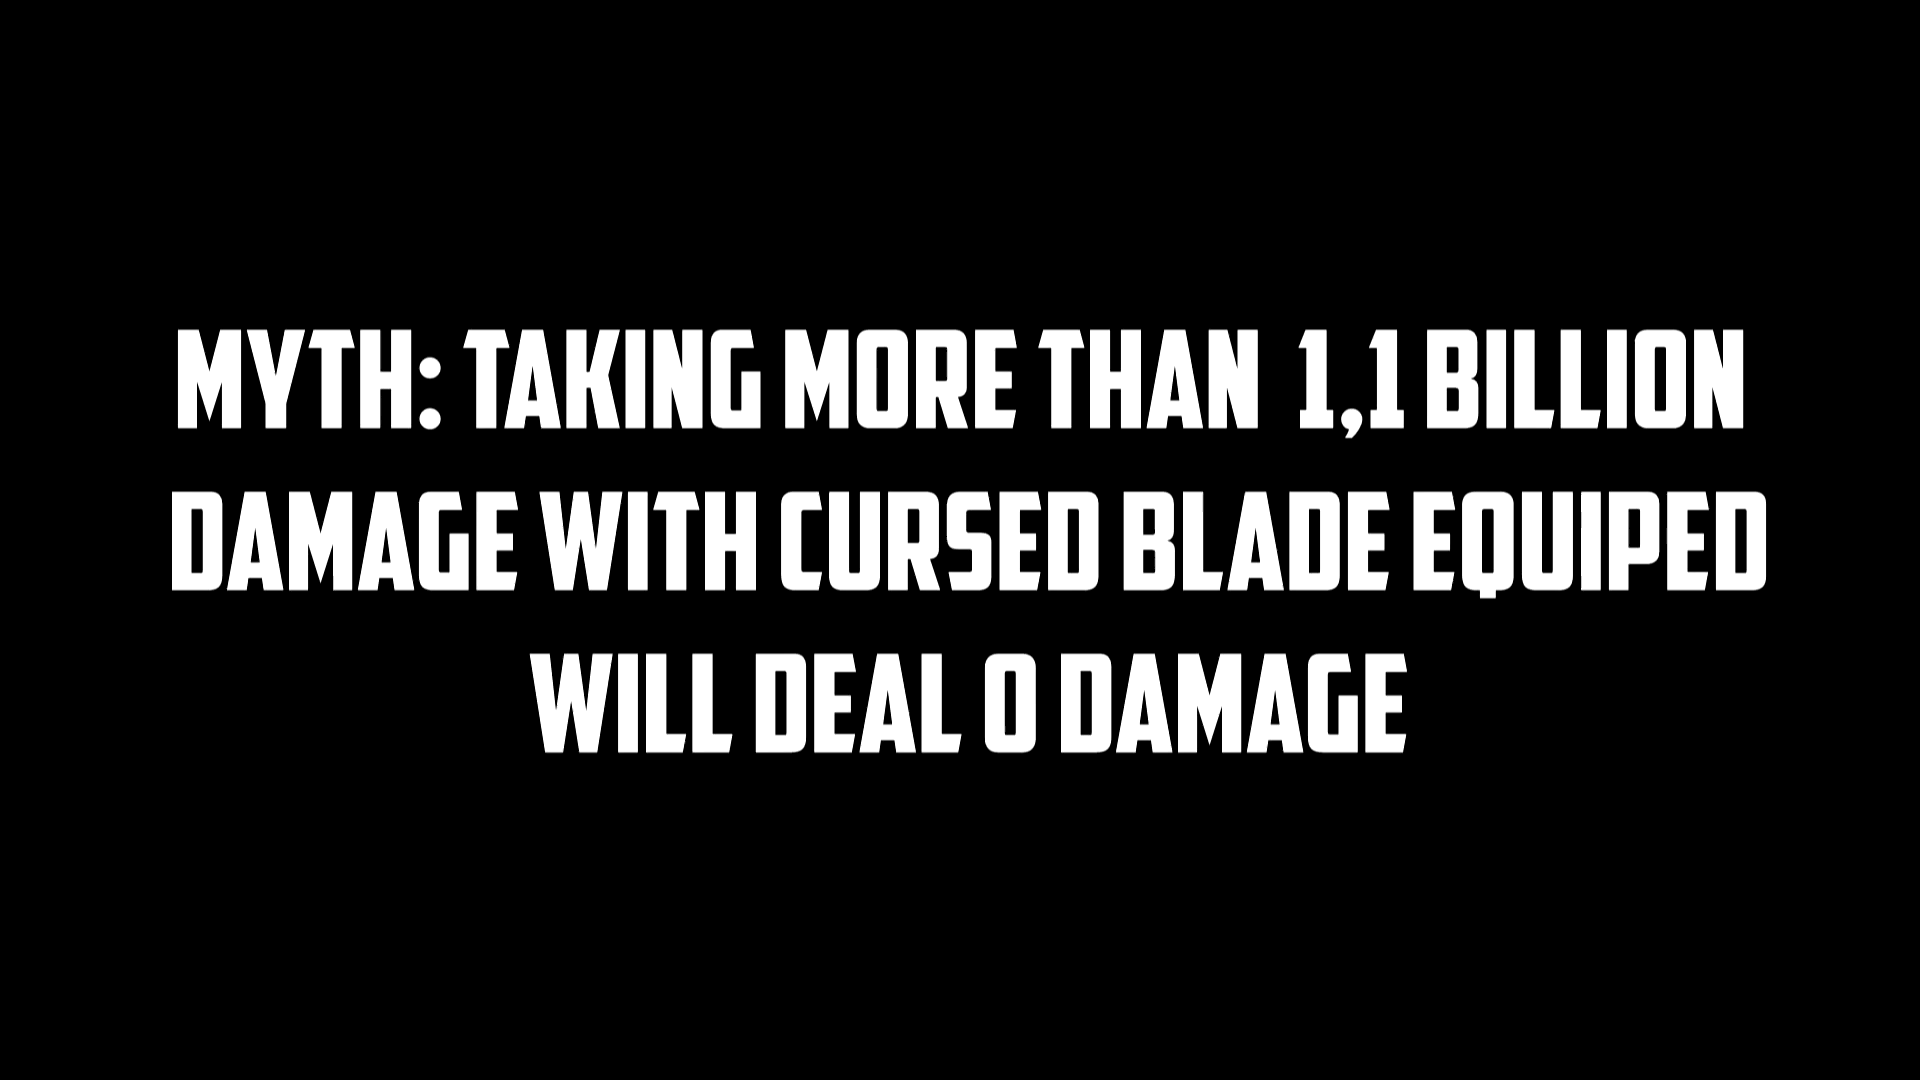 MYTH: TAKING MORE THAN 1,1 BILLION
DAMAGE WITH CURSED BLADE EQUIPED
WILL DEAL 0 DAMAGE